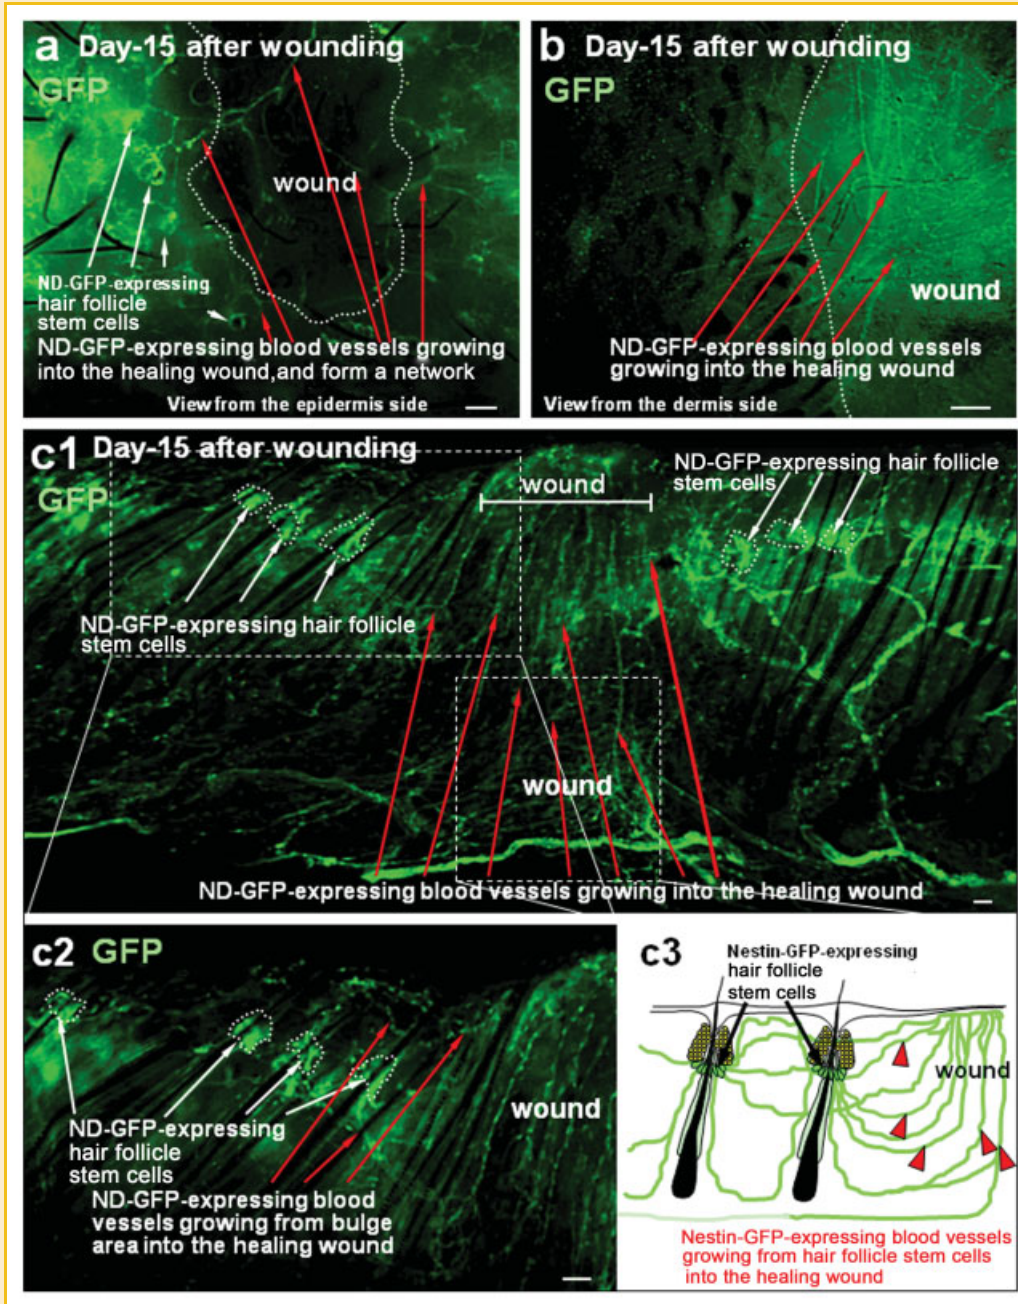 a Day-15 after wounding
GFP
wound
ND-GFP-expressing
hair follicle
stem cells
ND-GFP-expressing blood vessels growing
into the healing wound,and form a network
View from the epidermis side
b Day-15 after wounding
GFP
wound
ND-GFP-expressing blood vessels
growing into the healing wound
View from the dermis side
c1 Day-15 after wounding
GFP
wound
ND-GFP-expressing hair follicle
stem cells
ND-GFP-expressing hair follicle
stem cells
wound
ND-GFP-expressing blood vessels growing into the healing wound
c2 GFP
wound
ND-GFP-expressing
hair follicle
stem cells
ND-GFP-expressing blood
vessels growing from bulge
area into the healing wound
c3
Nestin-GFP-expressing
hair follicle
stem cells
wound
Nestin-GFP-expressing blood vessels
growing from hair follicle stem cells
into the healing wound